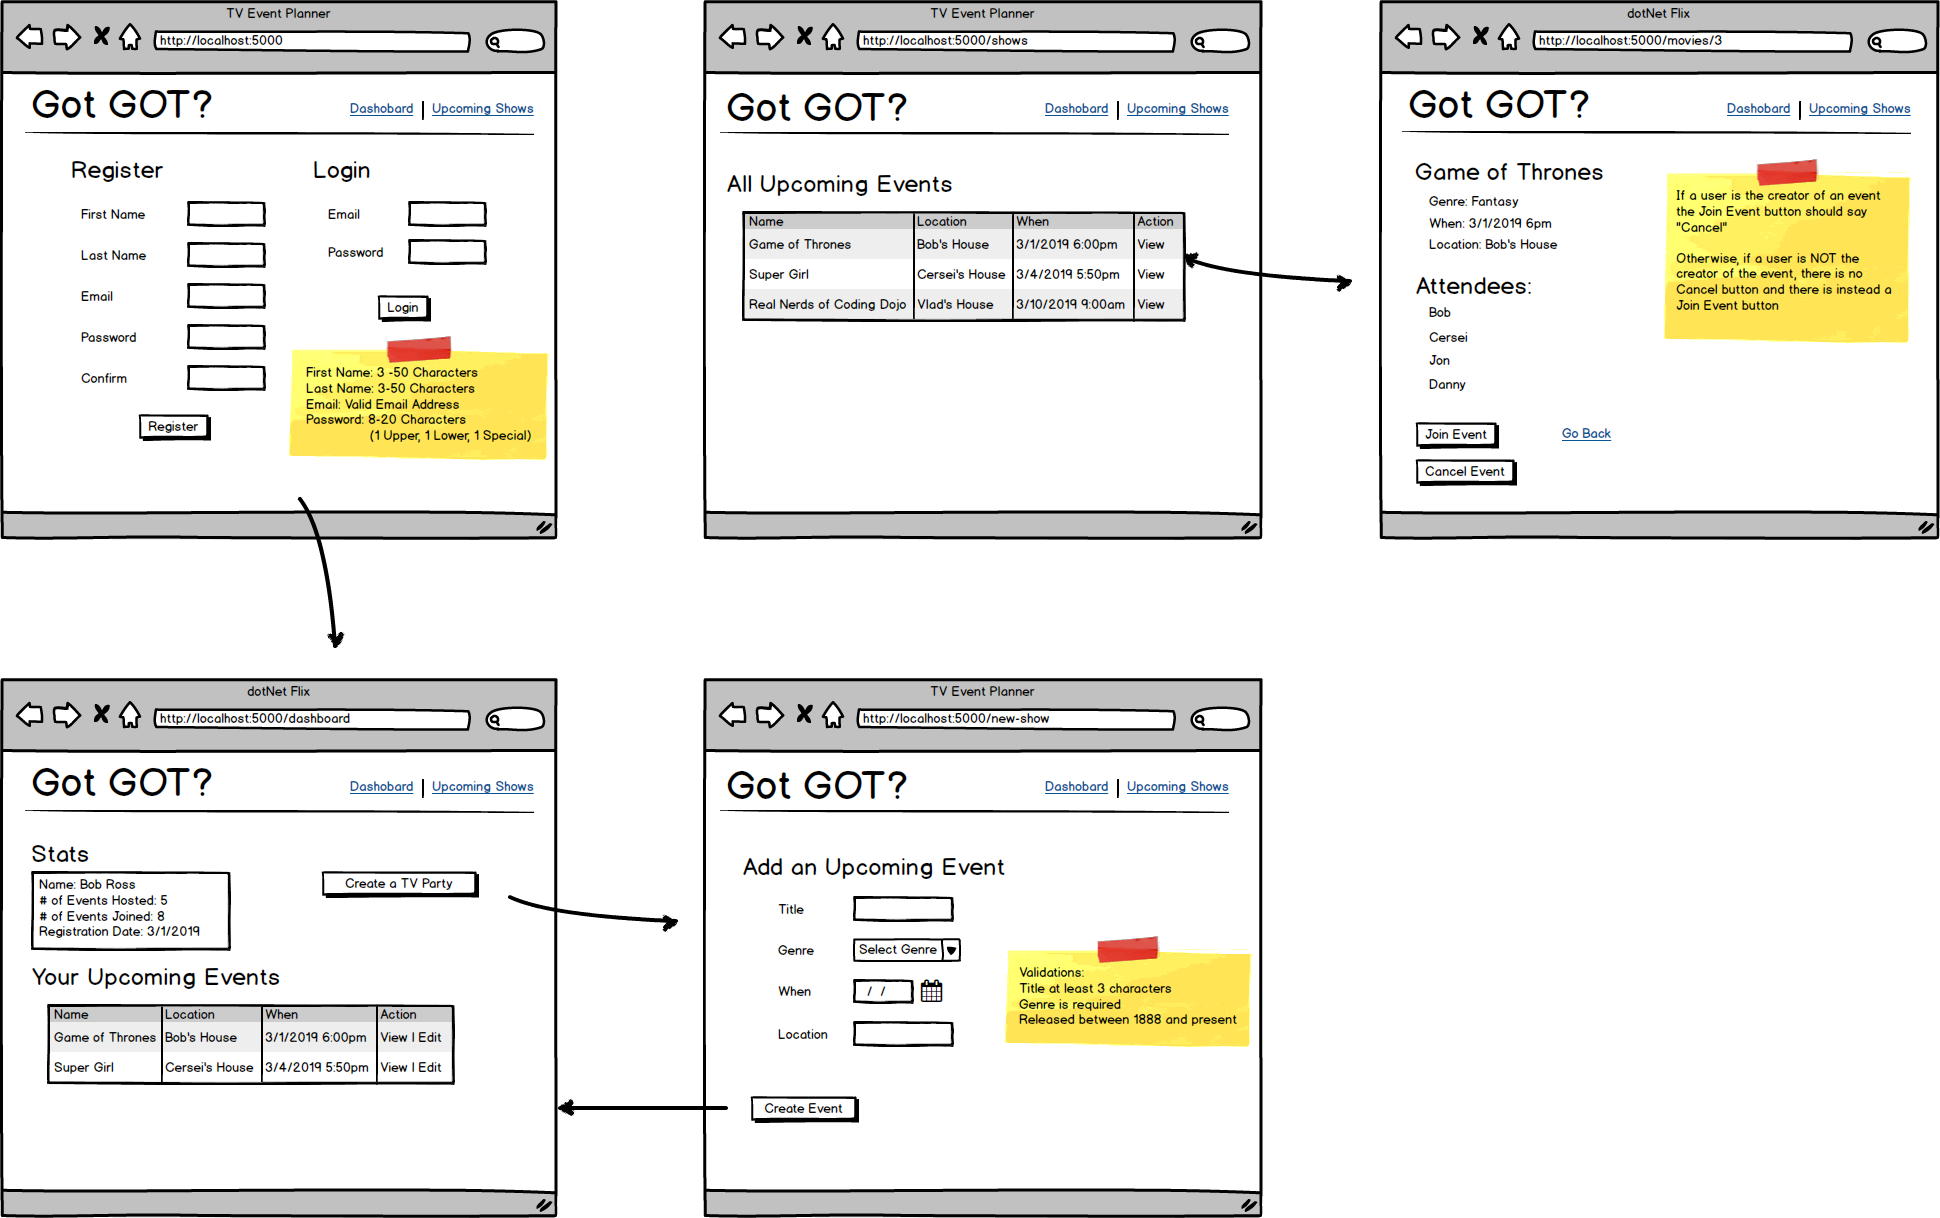 TV Event Planner
http://localhost:5000
Got GOT?
Dashobard | Upcoming Shows
Register
First Name
Last Name
Email
Password
Confirm
Register
Login
Email
Password
Login
First Name: 3 -50 Characters
Last Name: 3-50 Characters
Email: Valid Email Address
Password: 8-20 Characters
(1 Upper, 1 Lower, 1 Special)
TV Event Planner
http://localhost:5000/shows
Got GOT?
Dashobard | Upcoming Shows
All Upcoming Events
Name Location When Action
Game of Thrones Bob's House 3/1/2019 6:00pm View
Super Girl Cersei's House 3/4/2019 5:50pm View
Real Nerds of Coding Dojo Vlad's House 3/10/2019 9:00am View
dotNet Flix
http://localhost:5000/movies/3
Got GOT?
Dashobard | Upcoming Shows
Game of Thrones
Genre: Fantasy
When: 3/1/2019 6pm
Location: Bob's House
Attendees:
Bob
Cersei
Jon
Danny
Join Event
Go Back
Cancel Event
If a user is the creator of an event
the Join Event button should say
"Cancel"
Otherwise, if a user is NOT the
creator of the event, there is no
Cancel button and there is instead a
Join Event button
dotNet Flix
http://localhost:5000/dashboard
Got GOT?
Dashobard | Upcoming Shows
Stats
Name: Bob Ross
# of Events Hosted: 5
# of Events Joined: 8
Registration Date: 3/1/2019
Create a TV Party
Your Upcoming Events
Name Location When Action
Game of Thrones Bob's House 3/1/2019 6:00pm View | Edit
Super Girl Cersei's House 3/4/2019 5:50pm View | Edit
TV Event Planner
http://localhost:5000/new-show
Got GOT?
Dashobard | Upcoming Shows
Add an Upcoming Event
Title
Genre Select Genre
When / /
Location
Create Event
Validations:
Title at least 3 characters
Genre is required
Released between 1888 and present